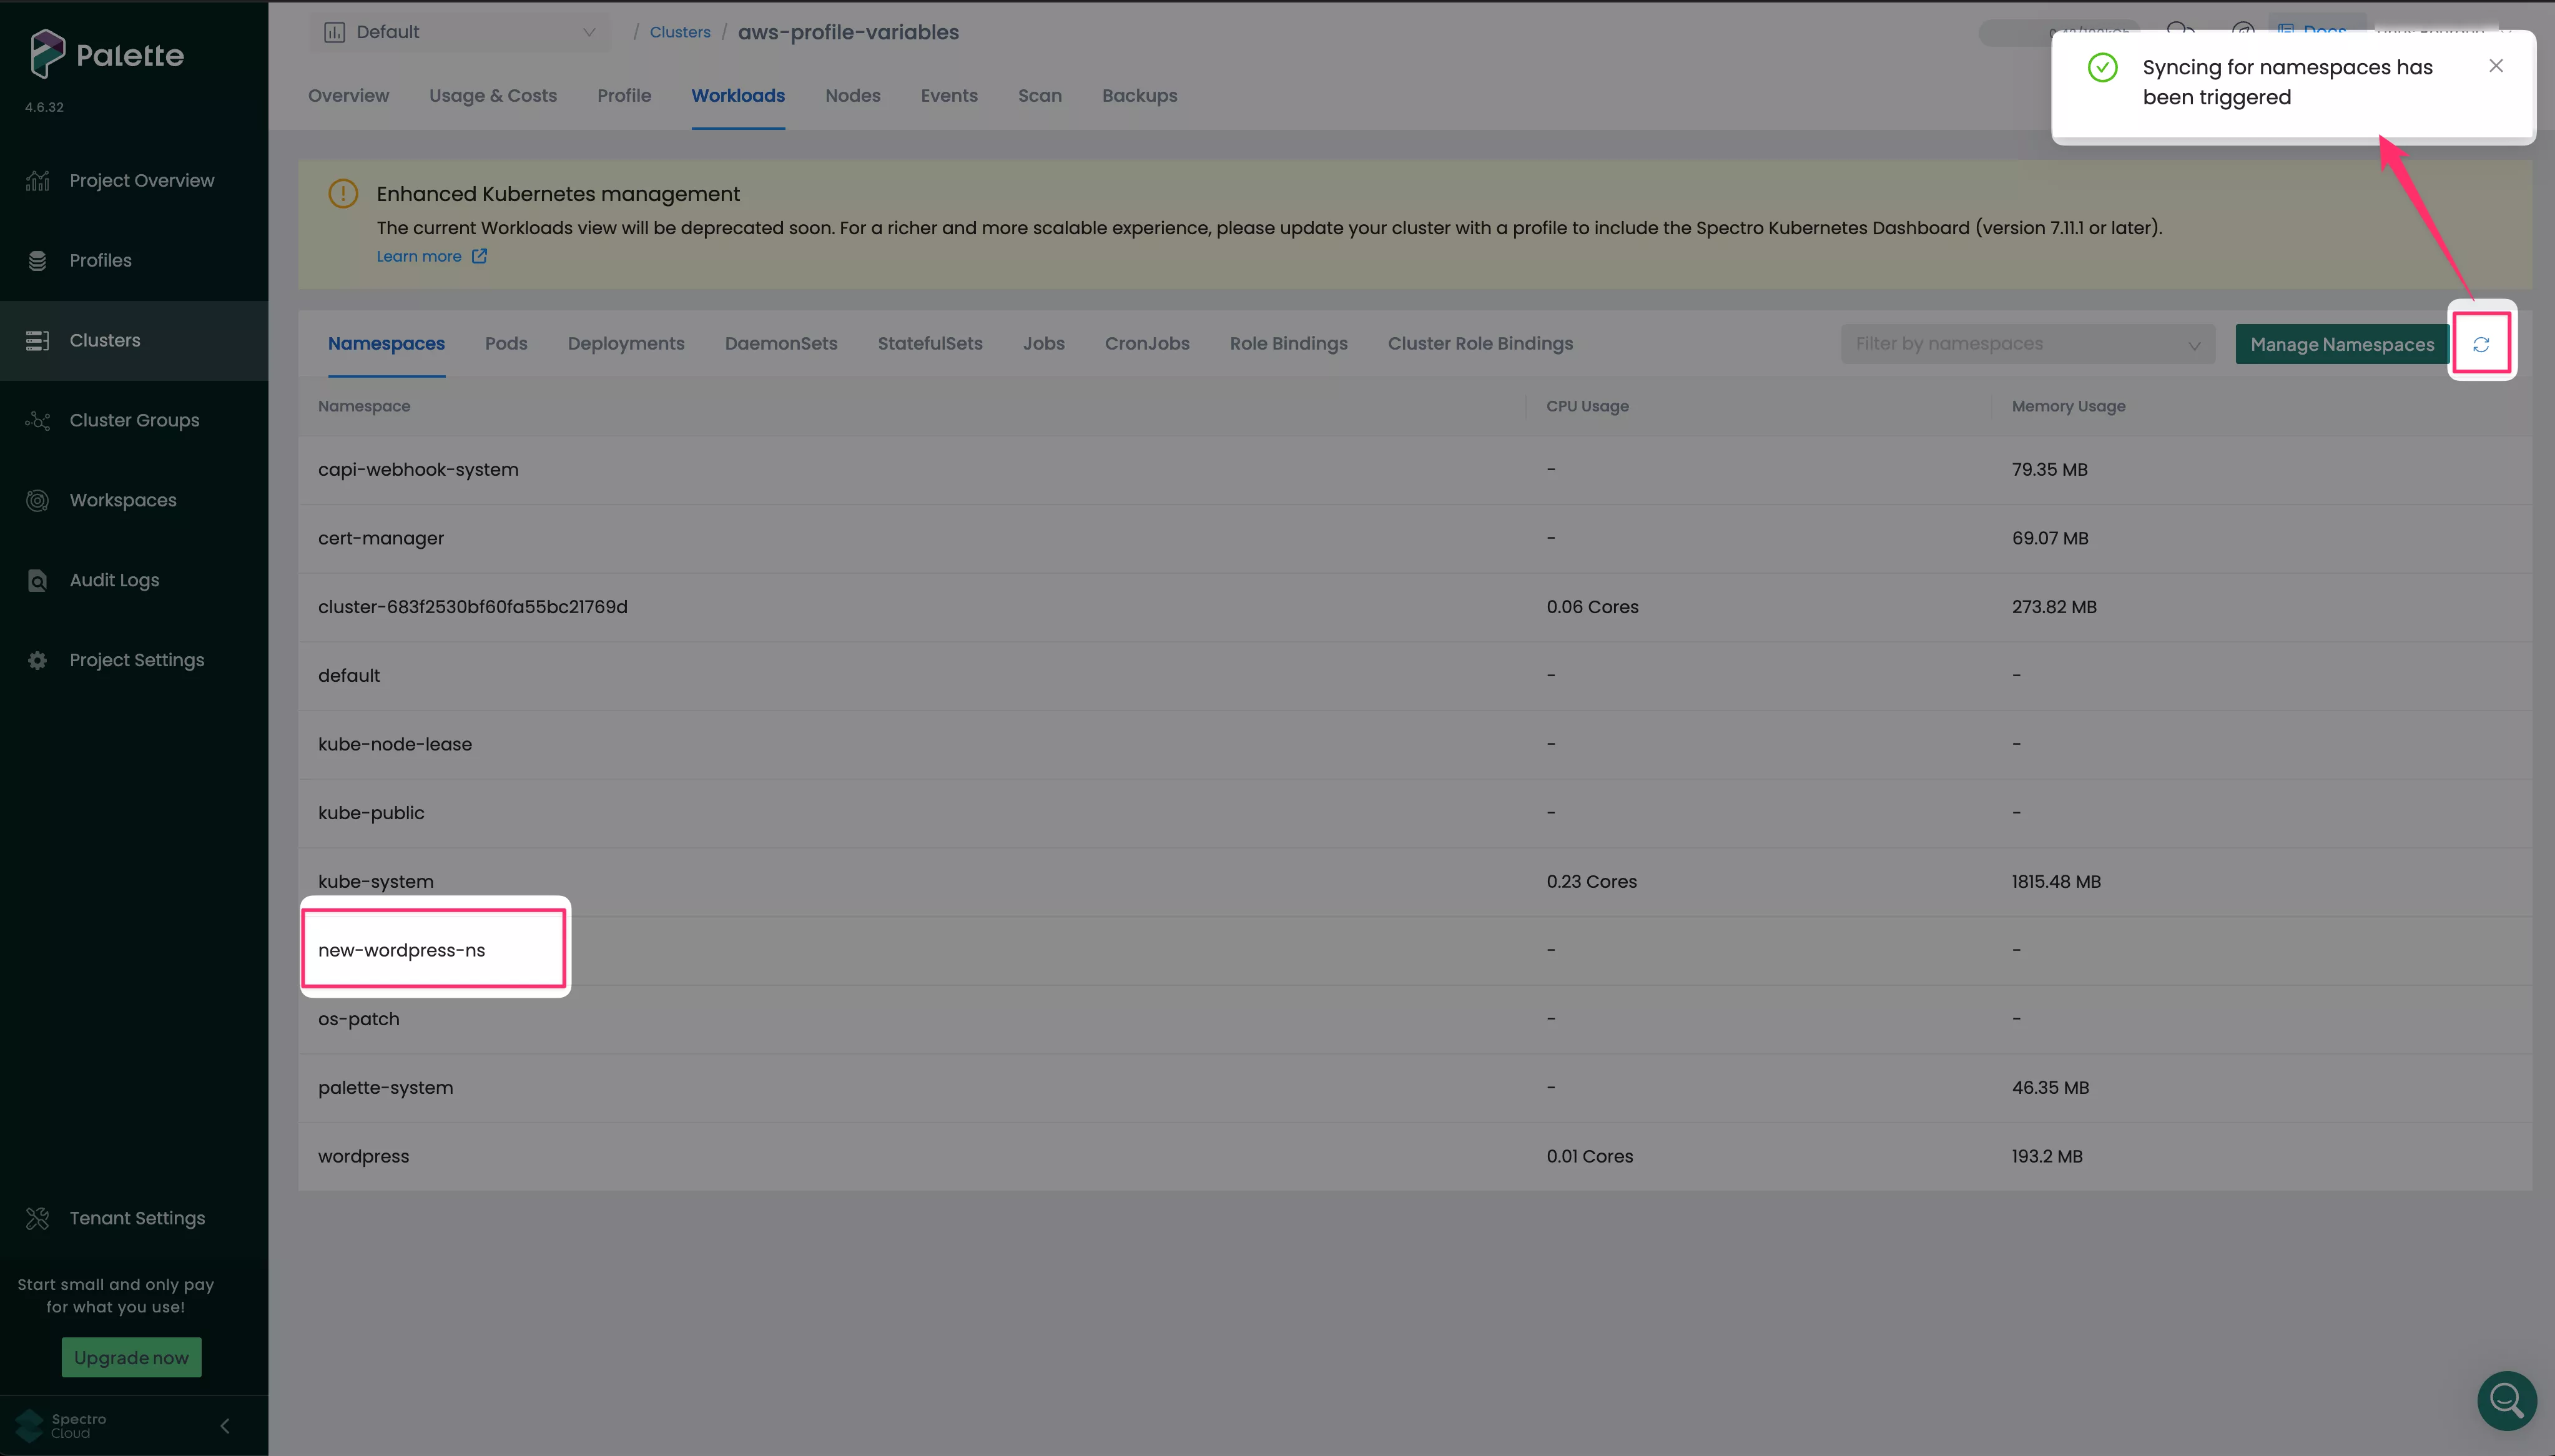 Palette
4.6.32
Project Overview
Profiles
Clusters
Cluster Groups
Workspaces
Audit Logs
Project Settings
Tenant Settings
Start small and only pay
for what you use!
Upgrade now
Spectro
Cloud
Default / Clusters / aws-profile-variables
Docs
Syncing for namespaces has
been triggered
Overview Usage & Costs Profile Workloads Nodes Events Scan Backups
Enhanced Kubernetes management
The current Workloads view will be deprecated soon. For a richer and more scalable experience, please update your cluster with a profile to include the Spectro Kubernetes Dashboard (version 7.11.1 or later).
Learn more
Namespaces Pods Deployments DaemonSets StatefulSets Jobs CronJobs Role Bindings Cluster Role Bindings Filter by namespaces Manage Namespaces
Namespace CPU Usage Memory Usage
capi-webhook-system - 79.35 MB
cert-manager - 69.07 MB
cluster-683f2530bf60fa55bc21769d 0.06 Cores 273.82 MB
default - -
kube-node-lease - -
kube-public - -
kube-system 0.23 Cores 1815.48 MB
new-wordpress-ns - -
os-patch - -
palette-system - 46.35 MB
wordpress 0.01 Cores 193.2 MB